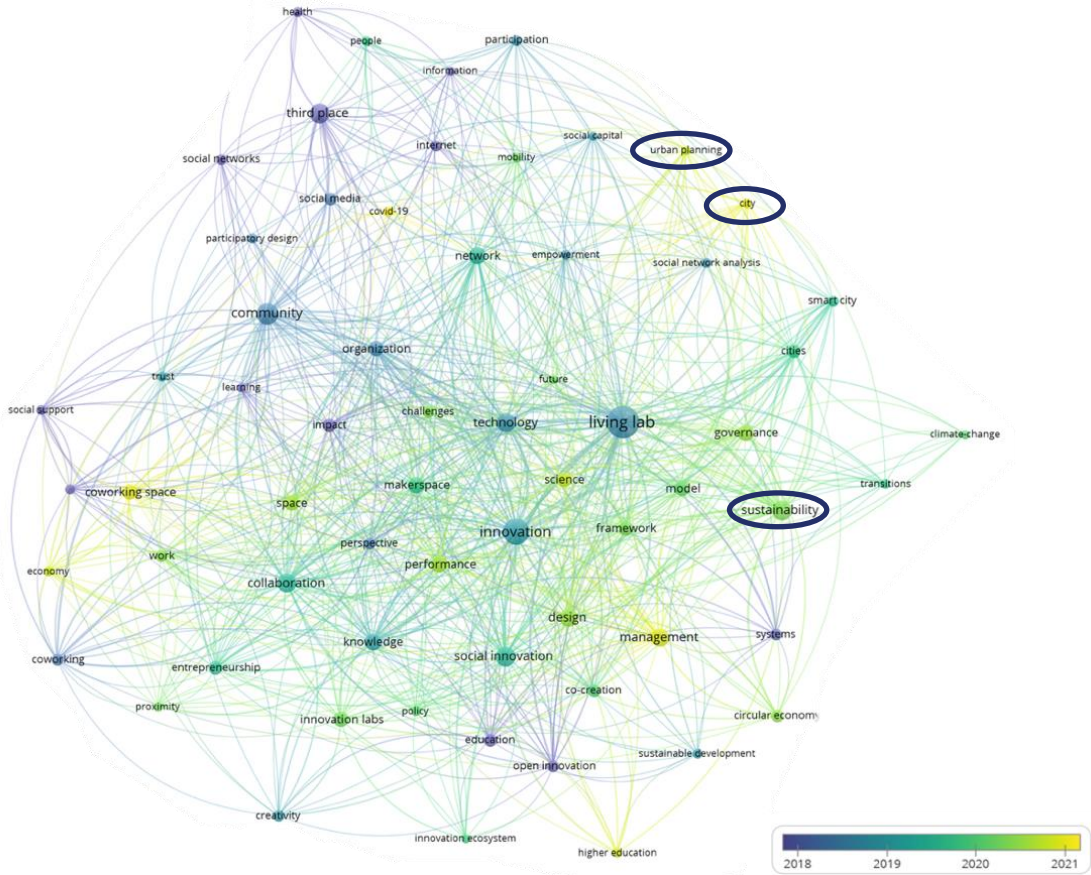 health
people
participation
information
third place
social capital
internet
urban planning
social networks
mobility
social media
city
covid-19
participatory design
network
empowerment
social network analysis
smart city
community
organization
cities
trust
future
learning
social support
challenges
impact
technology
living lab
governance
climate-change
science
makerspace
model
transitions
coworking space
space
sustainability
innovation
framework
perspective
work
performance
economy
collaboration
design
management
systems
knowledge
social innovation
coworking
entrepreneurship
co-creation
proximity
policy
innovation labs
circular economy
education
sustainable development
open innovation
creativity
innovation ecosystem
higher education
2018 2019 2020 2021